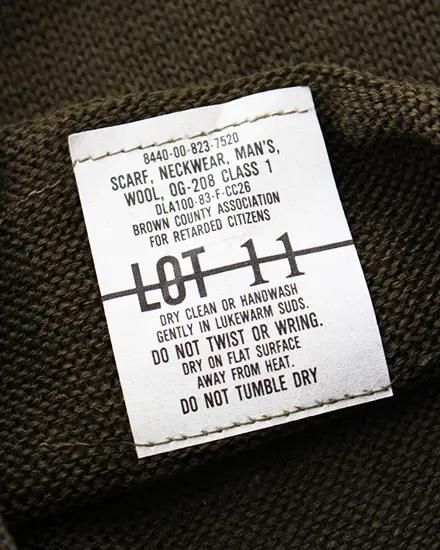 8440-00-823-7520
SCARF, NECKWEAR, MAN'S,
WOOL, OG-208 CLASS 1
DLA100-83-F-CC26
BROWN COUNTY ASSOCIATION
FOR RETARDED CITIZENS
LOT 11
DRY CLEAN OR HANDWASH
GENTLY IN LUKEWARM SUDS.
DO NOT TWIST OR WRING.
DRY ON FLAT SURFACE
AWAY FROM HEAT.
DO NOT TUMBLE DRY